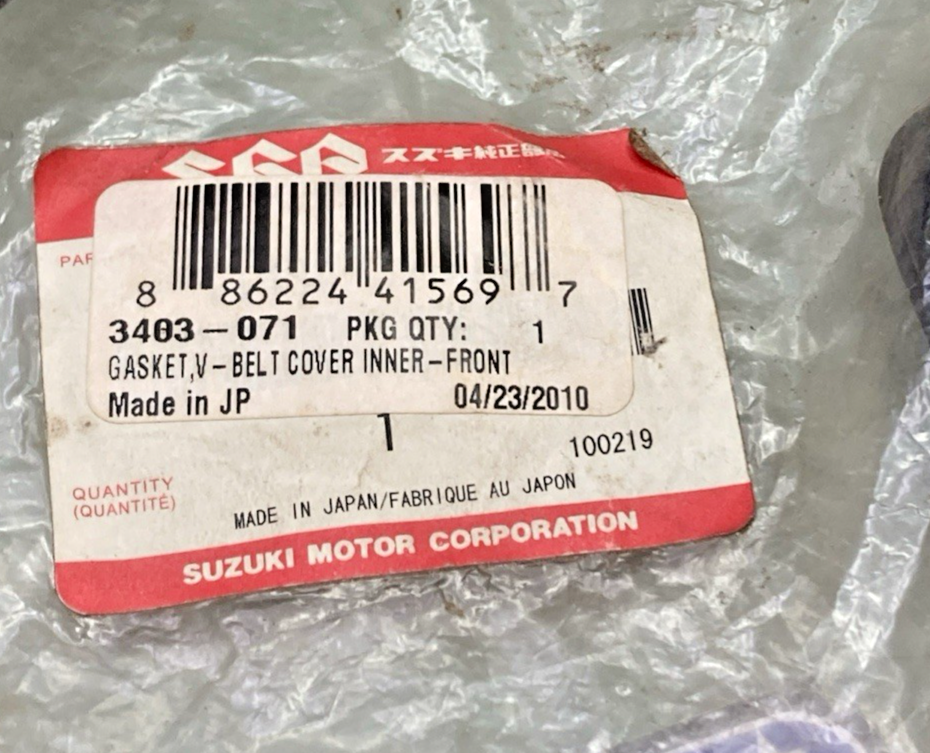 スズキ純正部品
PAR
8 86224 41569 7
3403-071 PKG QTY: 1
GASKET,V-BELT COVER INNER-FRONT
Made in JP 04/23/2010
1
100219
QUANTITY
(QUANTITÉ)
MADE IN JAPAN/FABRIQUE AU JAPON
SUZUKI MOTOR CORPORATION